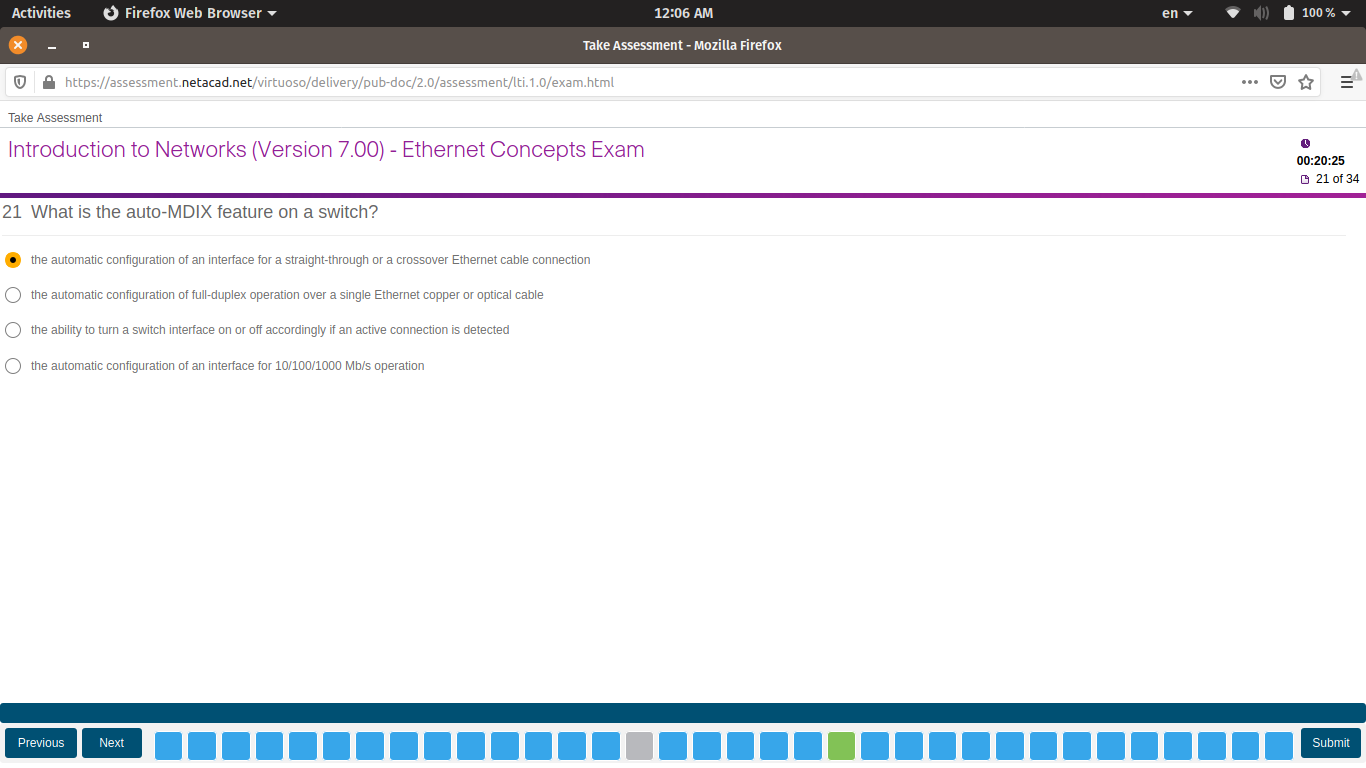 Activities Firefox Web Browser 12:06 AM en 100 %
Take Assessment - Mozilla Firefox
https://assessment.netacad.net/virtuoso/delivery/pub-doc/2.0/assessment/lti.1.0/exam.html
Take Assessment
Introduction to Networks (Version 7.00) - Ethernet Concepts Exam
00:20:25
21 of 34
21 What is the auto-MDIX feature on a switch?
the automatic configuration of an interface for a straight-through or a crossover Ethernet cable connection
the automatic configuration of full-duplex operation over a single Ethernet copper or optical cable
the ability to turn a switch interface on or off accordingly if an active connection is detected
the automatic configuration of an interface for 10/100/1000 Mb/s operation
Previous Next Submit